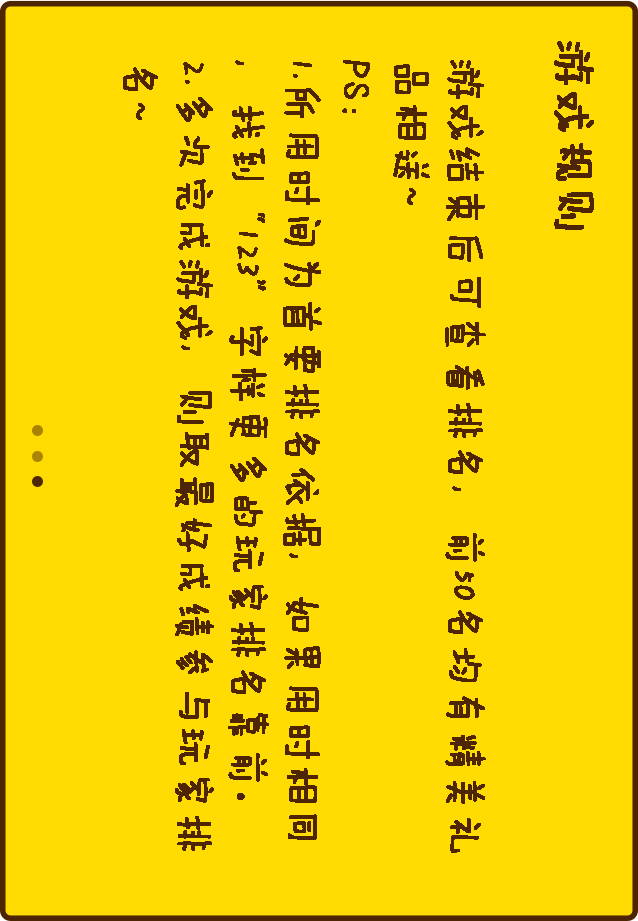 游戏规则
游戏结束后可查看排名，前50名均有精美礼
品相送~
PS:
1.所用时间为首要排名依据，如果用时相同
，找到“123”字样更多的玩家排名靠前.
2.多次完成游戏，则取最好成绩参与玩家排
名~